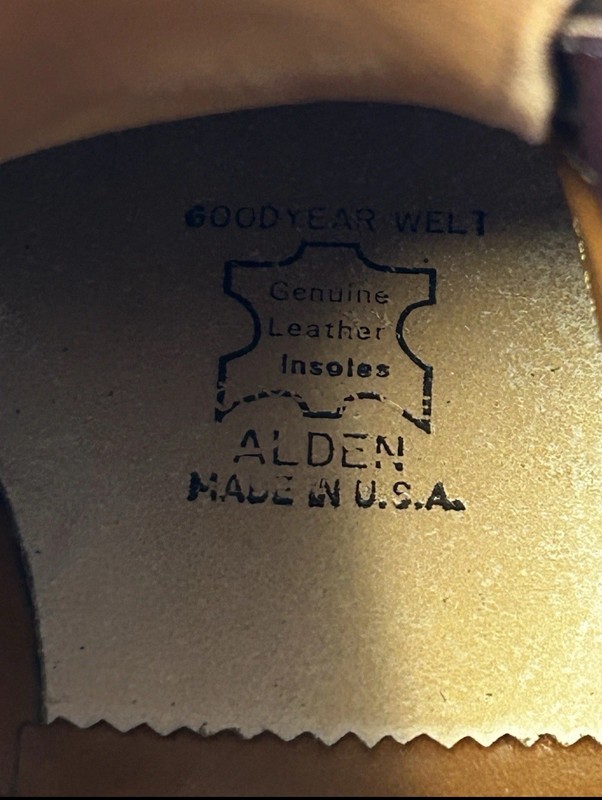 GOODYEAR WELT
Genuine
Leather
Insoles
ALDEN
MADE IN U.S.A.